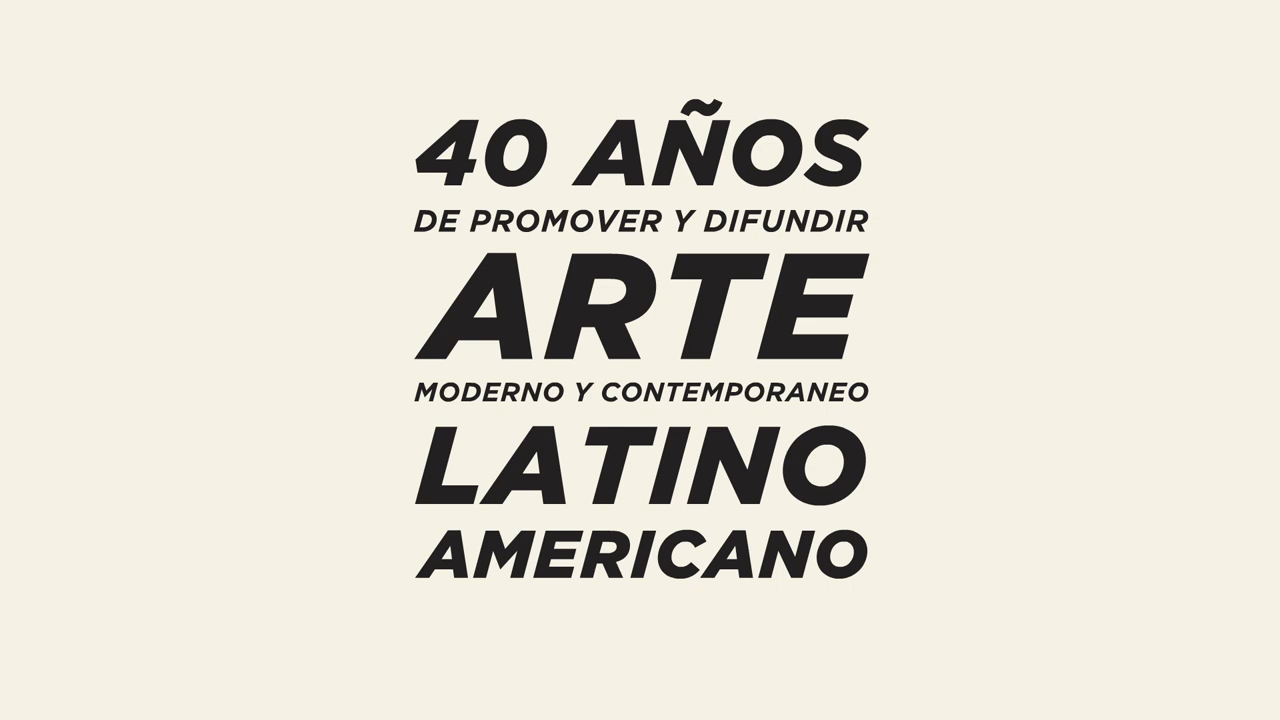 40 AÑOS
DE PROMOVER Y DIFUNDIR
ARTE
MODERNO Y CONTEMPORANEO
LATINO
AMERICANO